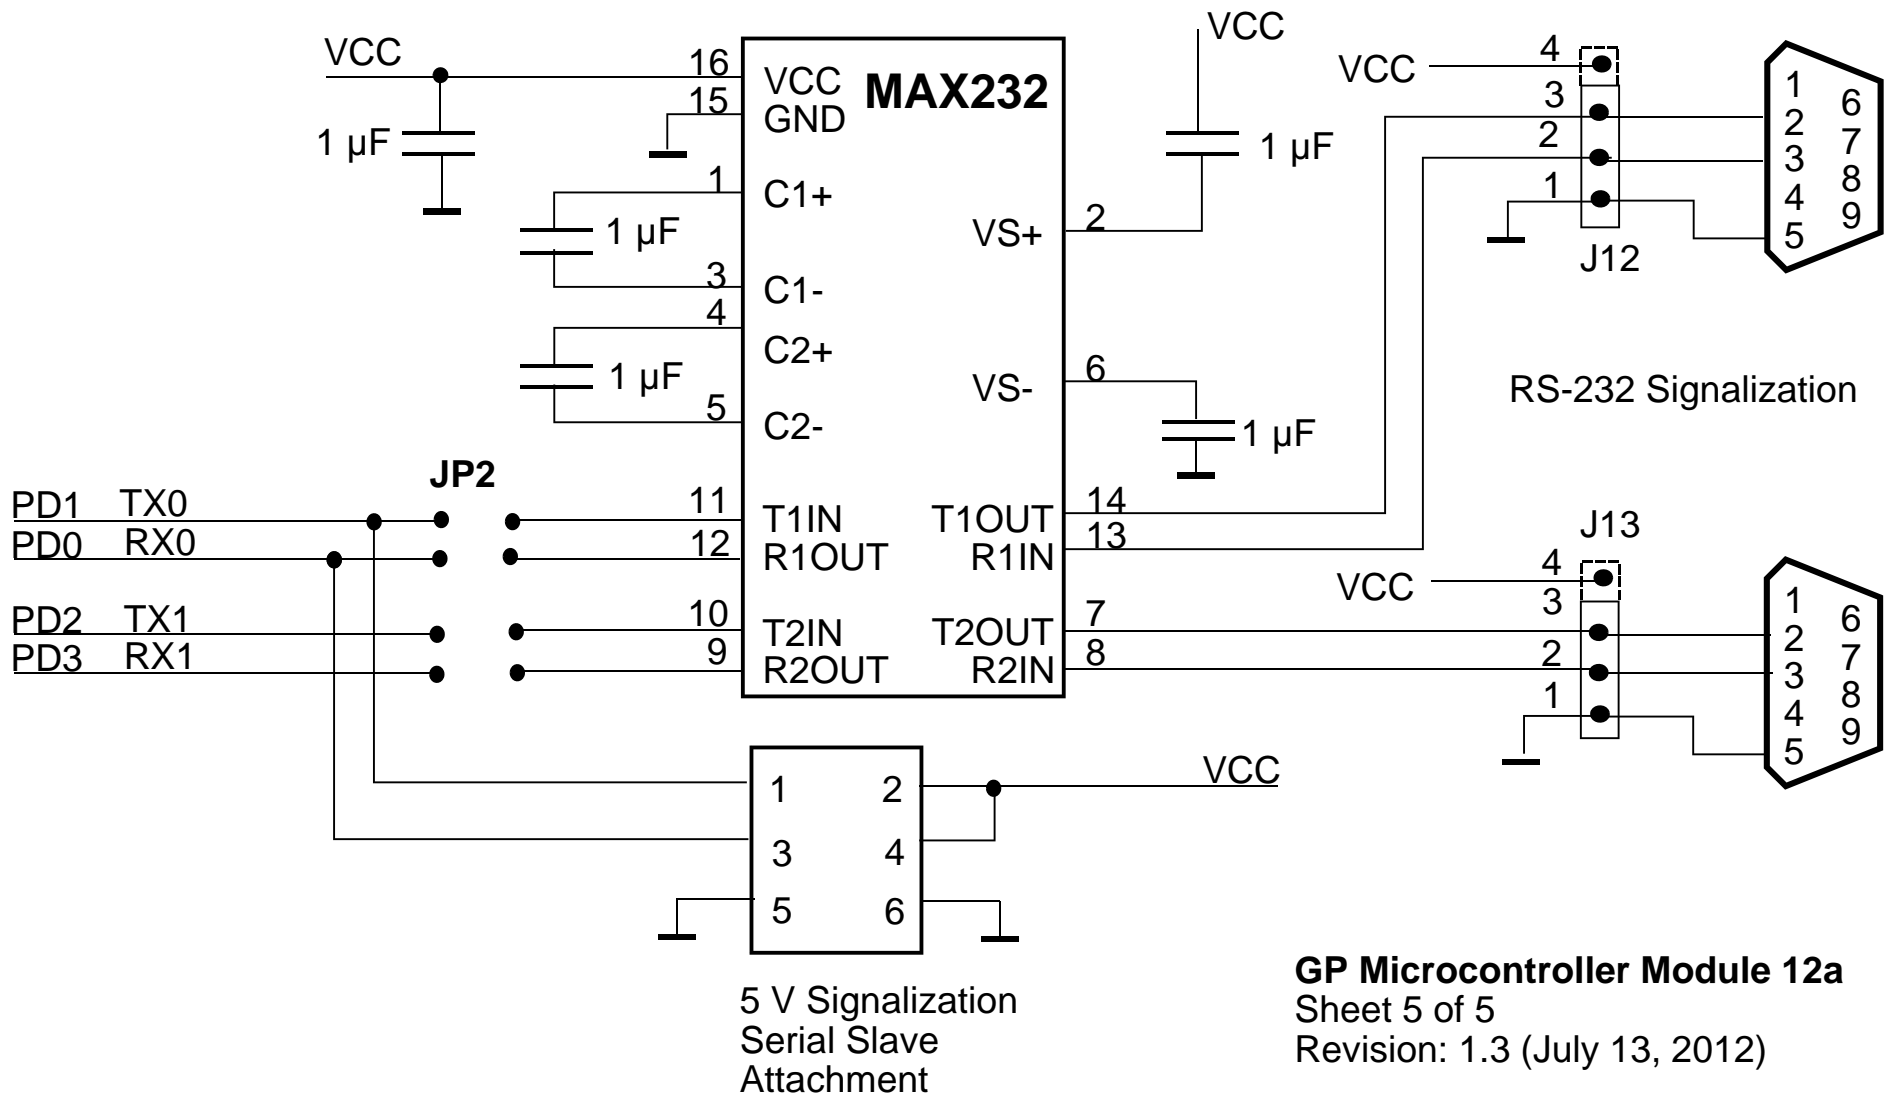 VCC
1 µF
16
15
1
3
4
5
11
12
10
9
1 µF
1 µF
MAX232
VCC
GND
C1+
C1-
C2+
C2-
T1IN
R1OUT
T2IN
R2OUT
VS+
VS-
T1OUT
R1IN
T2OUT
R2IN
2
6
14
13
7
8
VCC
1 µF
1 µF
VCC
4
3
2
1
J12
1
2
3
4
5
6
7
8
9
RS-232 Signalization
J13
VCC
4
3
2
1
1
2
3
4
5
6
7
8
9
JP2
PD1 TX0
PD0 RX0
PD2 TX1
PD3 RX1
1 2
3 4
5 6
VCC
5 V Signalization
Serial Slave
Attachment
GP Microcontroller Module 12a
Sheet 5 of 5
Revision: 1.3 (July 13, 2012)